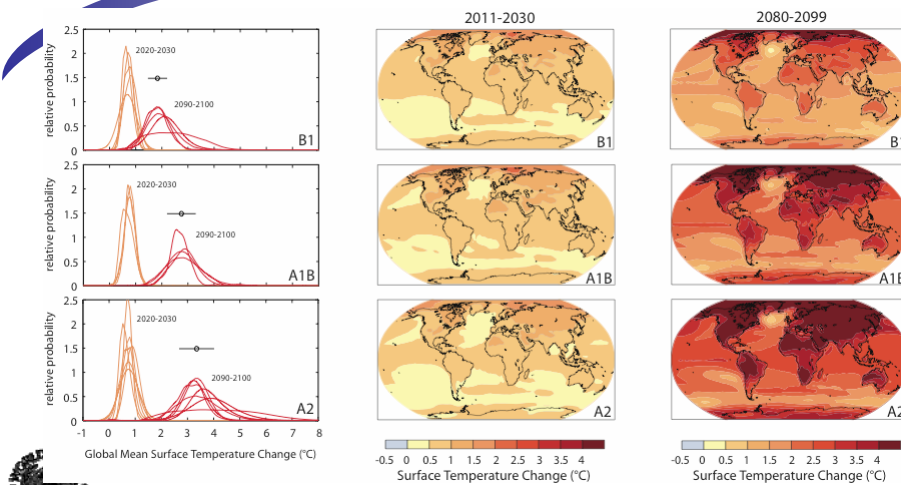 2011-2030
2080-2099
2.5
2
1.5
1
0.5
0
relative probability
2020-2030
2090-2100
B1
B1
B1
2.5
2
1.5
1
0.5
0
relative probability
2020-2030
2090-2100
A1B
A1B
A1B
2.5
2
1.5
1
0.5
0
relative probability
2020-2030
2090-2100
A2
A2
A2
-1 0 1 2 3 4 5 6 7 8
Global Mean Surface Temperature Change (°C)
-0.5 0 0.5 1 1.5 2 2.5 3 3.5 4
Surface Temperature Change (°C)
-0.5 0 0.5 1 1.5 2 2.5 3 3.5 4
Surface Temperature Change (°C)